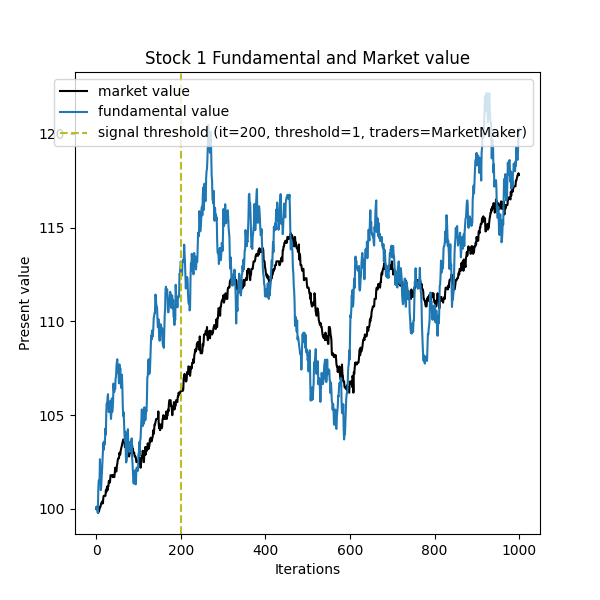 Stock 1 Fundamental and Market value
market value
fundamental value
signal threshold (it=200, threshold=1, traders=MarketMaker)
120
115
110
105
100
Present value
0 200 400 600 800 1000
Iterations